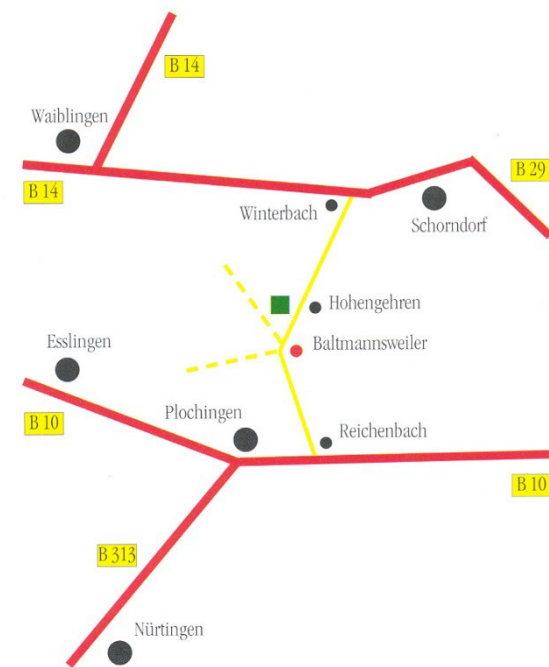 B 14
Waiblingen
B 14
B 29
Winterbach
Schorndorf
Hohengehren
Esslingen
Baltmannsweiler
Plochingen
B 10
Reichenbach
B 10
B 313
Nürtingen